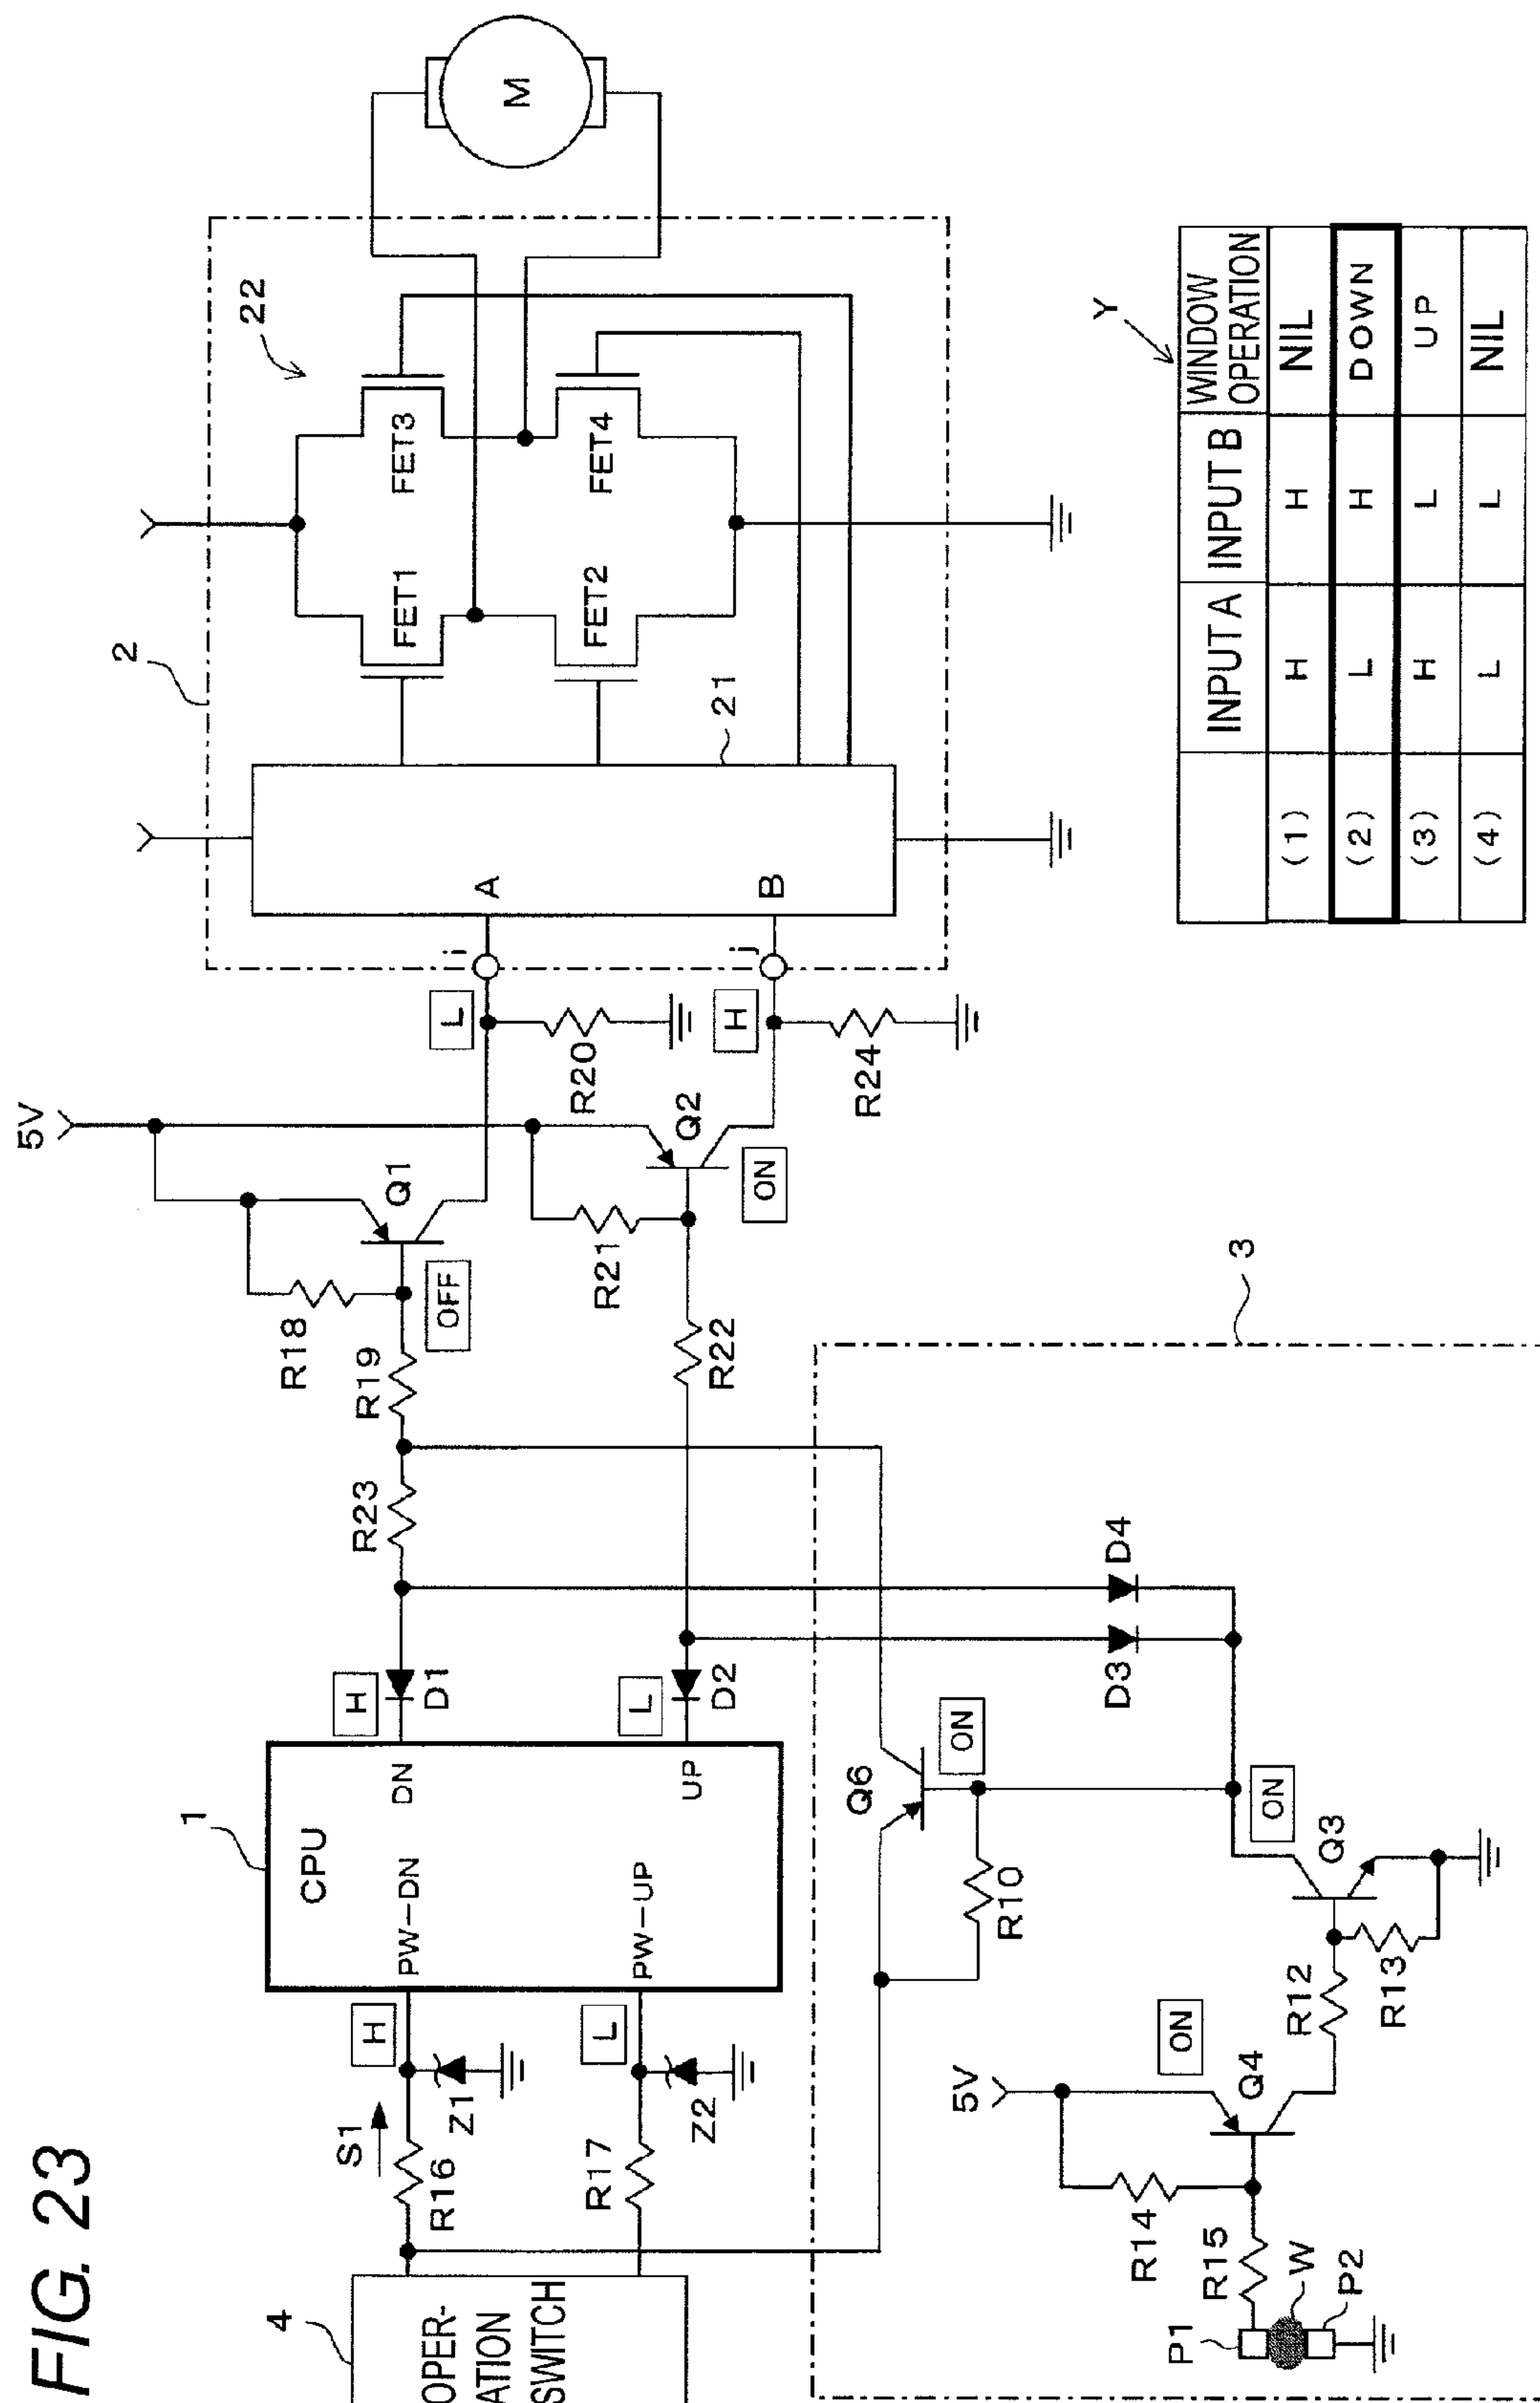 FIG. 23
4
OPER-
ATION
SWITCH
S1
R16
R17
H
L
Z1
Z2
1
CPU
PW-DN
PW-UP
DN
UP
H
L
D1
D2
R23
R19
R18
OFF
Q1
5V
R22
R21
Q2
ON
L
H
R20
R24
i
j
2
A
B
21
22
FET1
FET2
FET3
FET4
M
3
Q6
ON
R10
D3
D4
ON
Q3
R12
R13
5V
ON
Q4
R14
R15
P1
W
P2
Y
INPUT A INPUT B WINDOW OPERATION
(1) H H NIL
(2) L H DOWN
(3) H L UP
(4) L L NIL